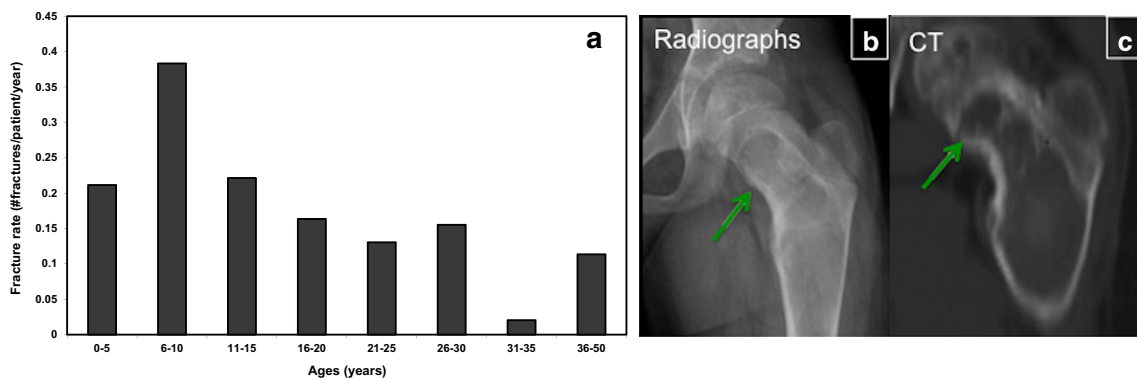 a
Fracture rate (#fractures/patient/year)
0.45
0.4
0.35
0.3
0.25
0.2
0.15
0.1
0.05
0
0-5 6-10 11-15 16-20 21-25 26-30 31-35 36-50
Ages (years)
Radiographs b
CT c